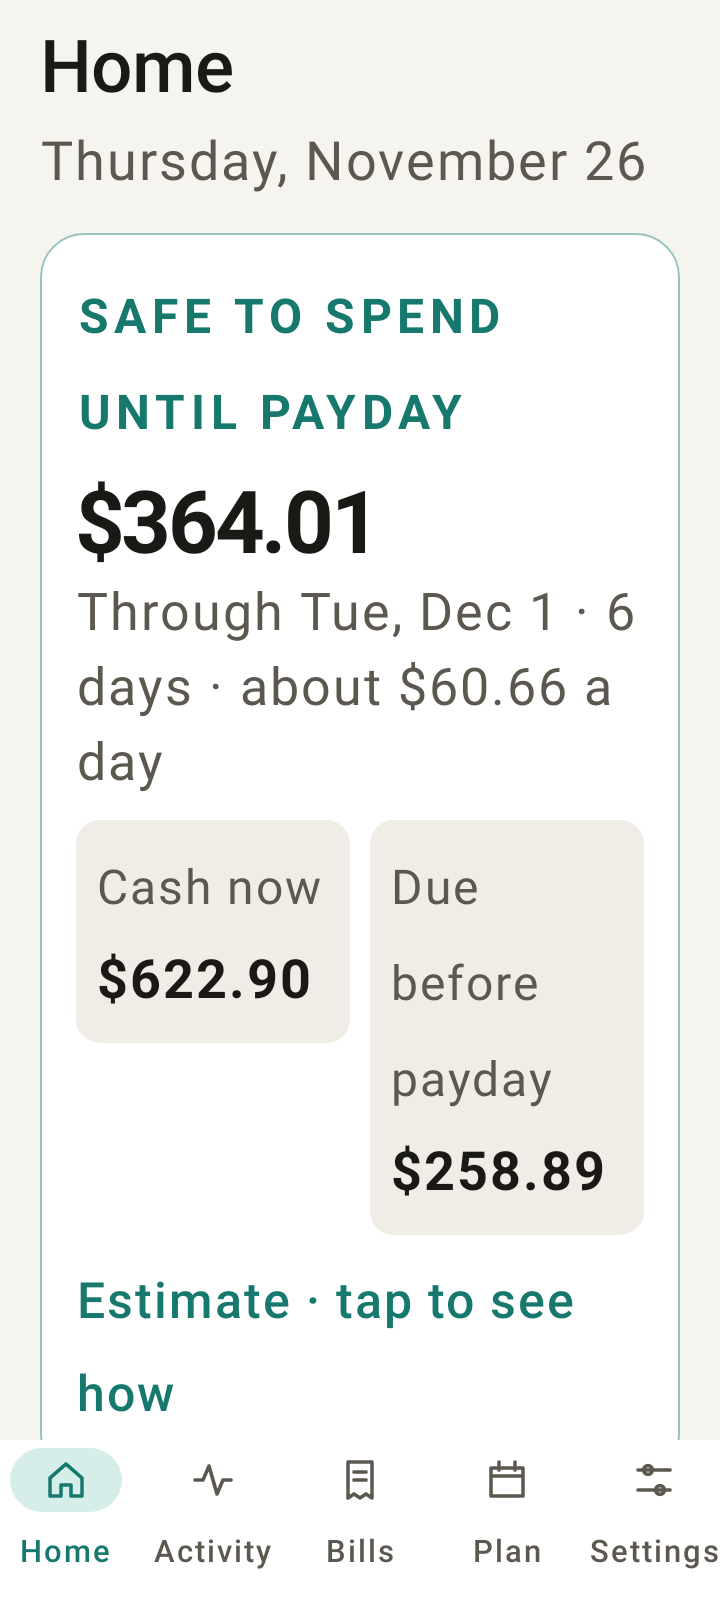 Home
Thursday, November 26
SAFE TO SPEND
UNTIL PAYDAY
$364.01
Through Tue, Dec 1 · 6
days · about $60.66 a
day
Cash now
$622.90
Due
before
payday
$258.89
Estimate · tap to see
how
Home
Activity
Bills
Plan
Settings